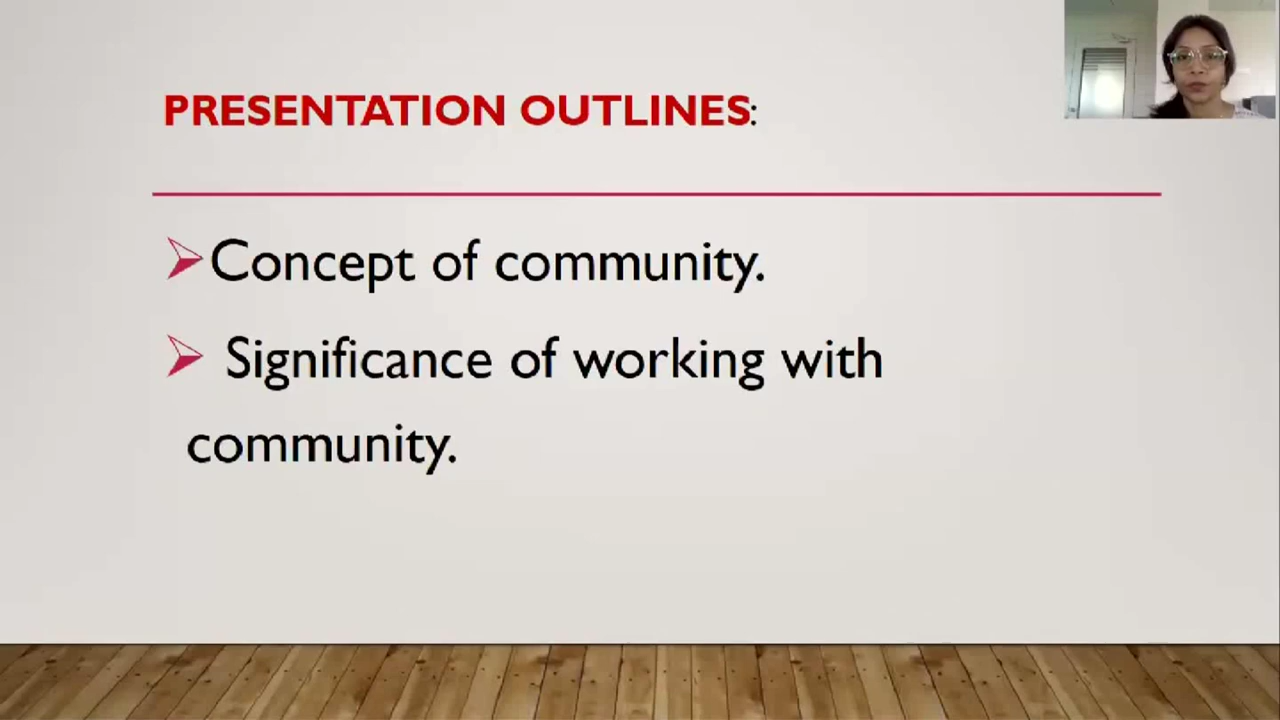 PRESENTATION OUTLINES:
Concept of community.
Significance of working with
community.